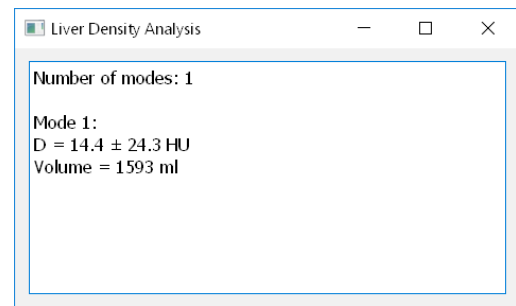 Liver Density Analysis
Number of modes: 1
Mode 1:
D = 14.4 ± 24.3 HU
Volume = 1593 ml